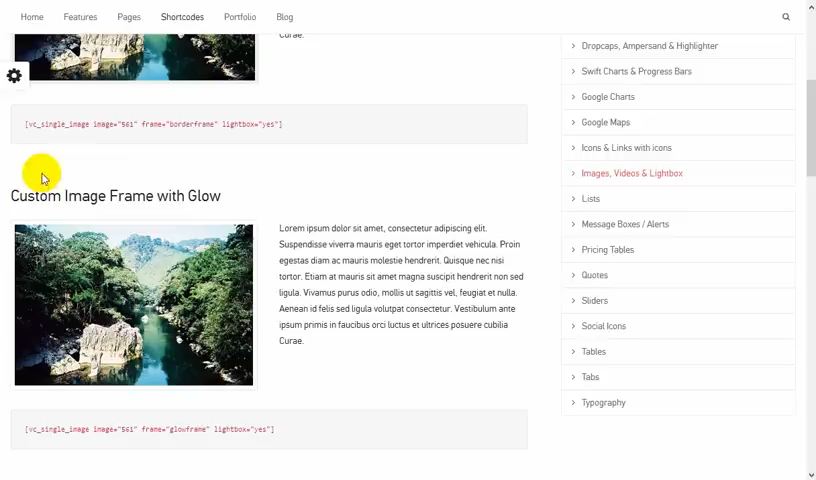 Home Features Pages Shortcodes Portfolio Blog
Curae.
[vc_single_image image="561" frame="borderframe" lightbox="yes"]
Custom Image Frame with Glow
Lorem ipsum dolor sit amet, consectetur adipiscing elit.
Suspendisse viverra mauris eget tortor imperdiet vehicula. Proin
egestas diam ac mauris molestie hendrerit. Quisque nec nisi
tortor. Etiam at mauris sit amet magna suscipit hendrerit non sed
ligula. Vivamus purus odio, mollis ut sagittis vel, feugiat et nulla.
Aenean id felis sed ligula volutpat consectetur. Vestibulum ante
ipsum primis in faucibus orci luctus et ultrices posuere cubilia
Curae.
[vc_single_image image="561" frame="glowframe" lightbox="yes"]
Dropcaps, Ampersand & Highlighter
Swift Charts & Progress Bars
Google Charts
Google Maps
Icons & Links with icons
Images, Videos & Lightbox
Lists
Message Boxes / Alerts
Pricing Tables
Quotes
Sliders
Social Icons
Tables
Tabs
Typography